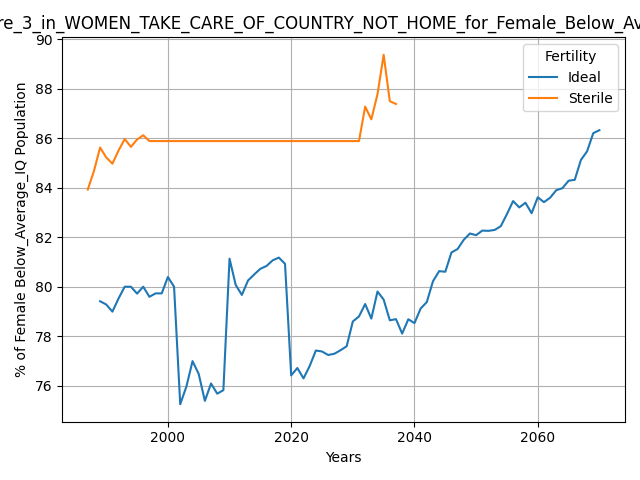 re_3_in_WOMEN_TAKE_CARE_OF_COUNTRY_NOT_HOME_for_Female_Below_Av
% of Female Below_Average_IQ Population
90
88
86
84
82
80
78
76
Fertility
Ideal
Sterile
2000
2020
2040
2060
Years